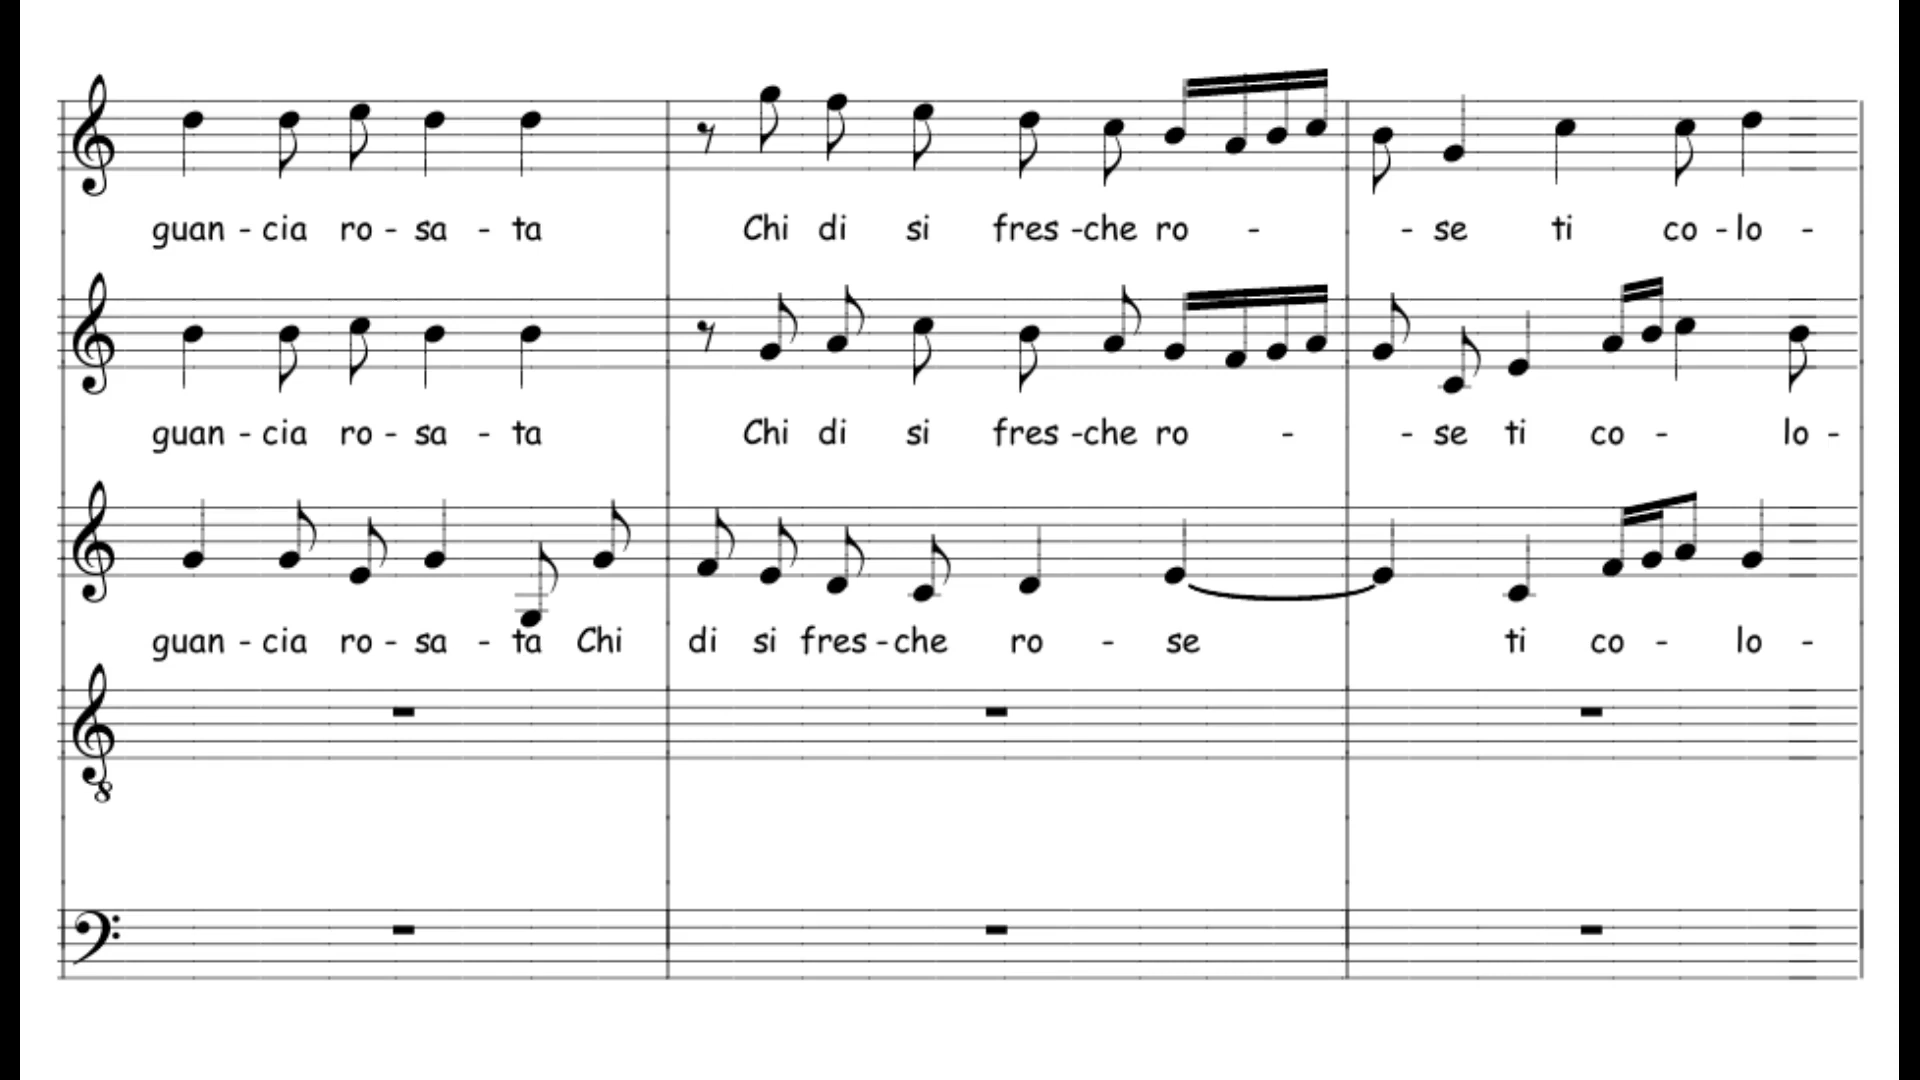 guan - cia ro - sa - ta Chi di si fres -che ro - - se ti co - lo -
guan - cia ro - sa - ta Chi di si fres -che ro - - se ti co - lo -
guan - cia ro - sa - ta Chi di si fres - che ro - se ti co - lo -
8